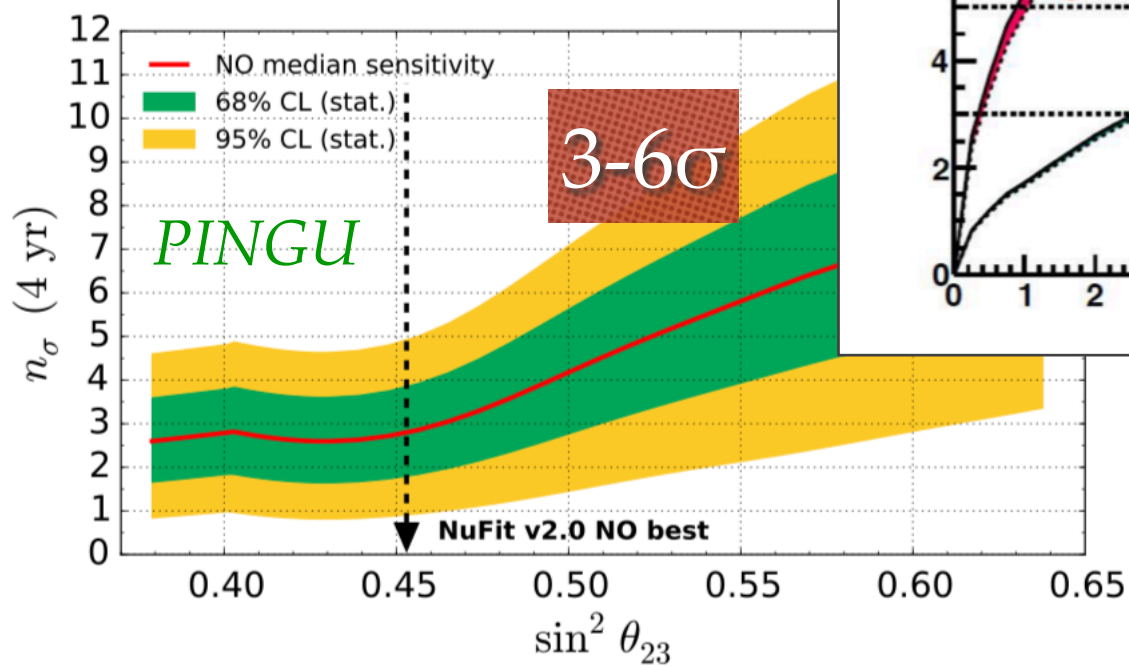 12
11
10
9
8
7
6
5
4
3
2
1
0
n_σ (4 yr)
NO median sensitivity
68% CL (stat.)
95% CL (stat.)
PINGU
3-6σ
NuFit v2.0 NO best
0.40 0.45 0.50 0.55 0.60 0.65
sin² θ₂₃
4
2
0
0 1 2